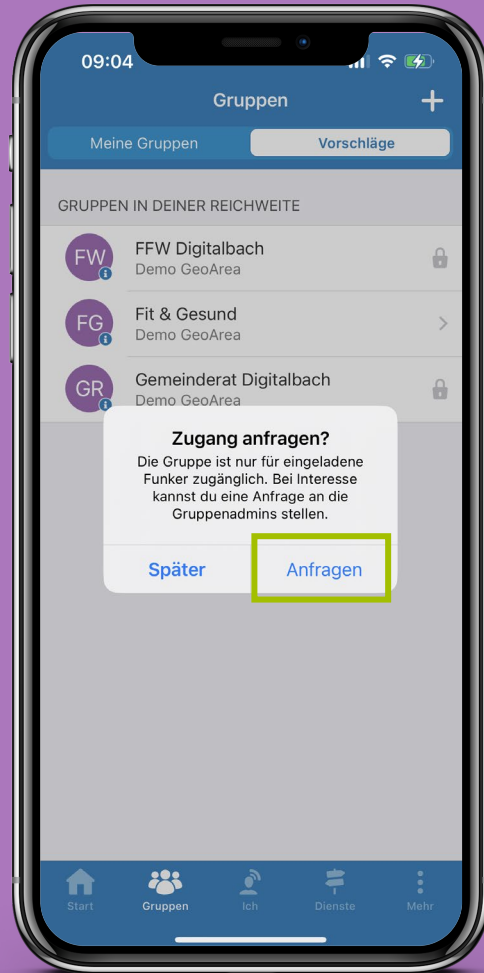 09:04
Gruppen
Meine Gruppen
Vorschläge
GRUPPEN IN DEINER REICHWEITE
FW
FFW Digitalbach
Demo GeoArea
FG
Fit & Gesund
Demo GeoArea
GR
Gemeinderat Digitalbach
Demo GeoArea
Zugang anfragen?
Die Gruppe ist nur für eingeladene
Funker zugänglich. Bei Interesse
kannst du eine Anfrage an die
Gruppenadmins stellen.
Später
Anfragen
Start
Gruppen
Ich
Dienste
Mehr